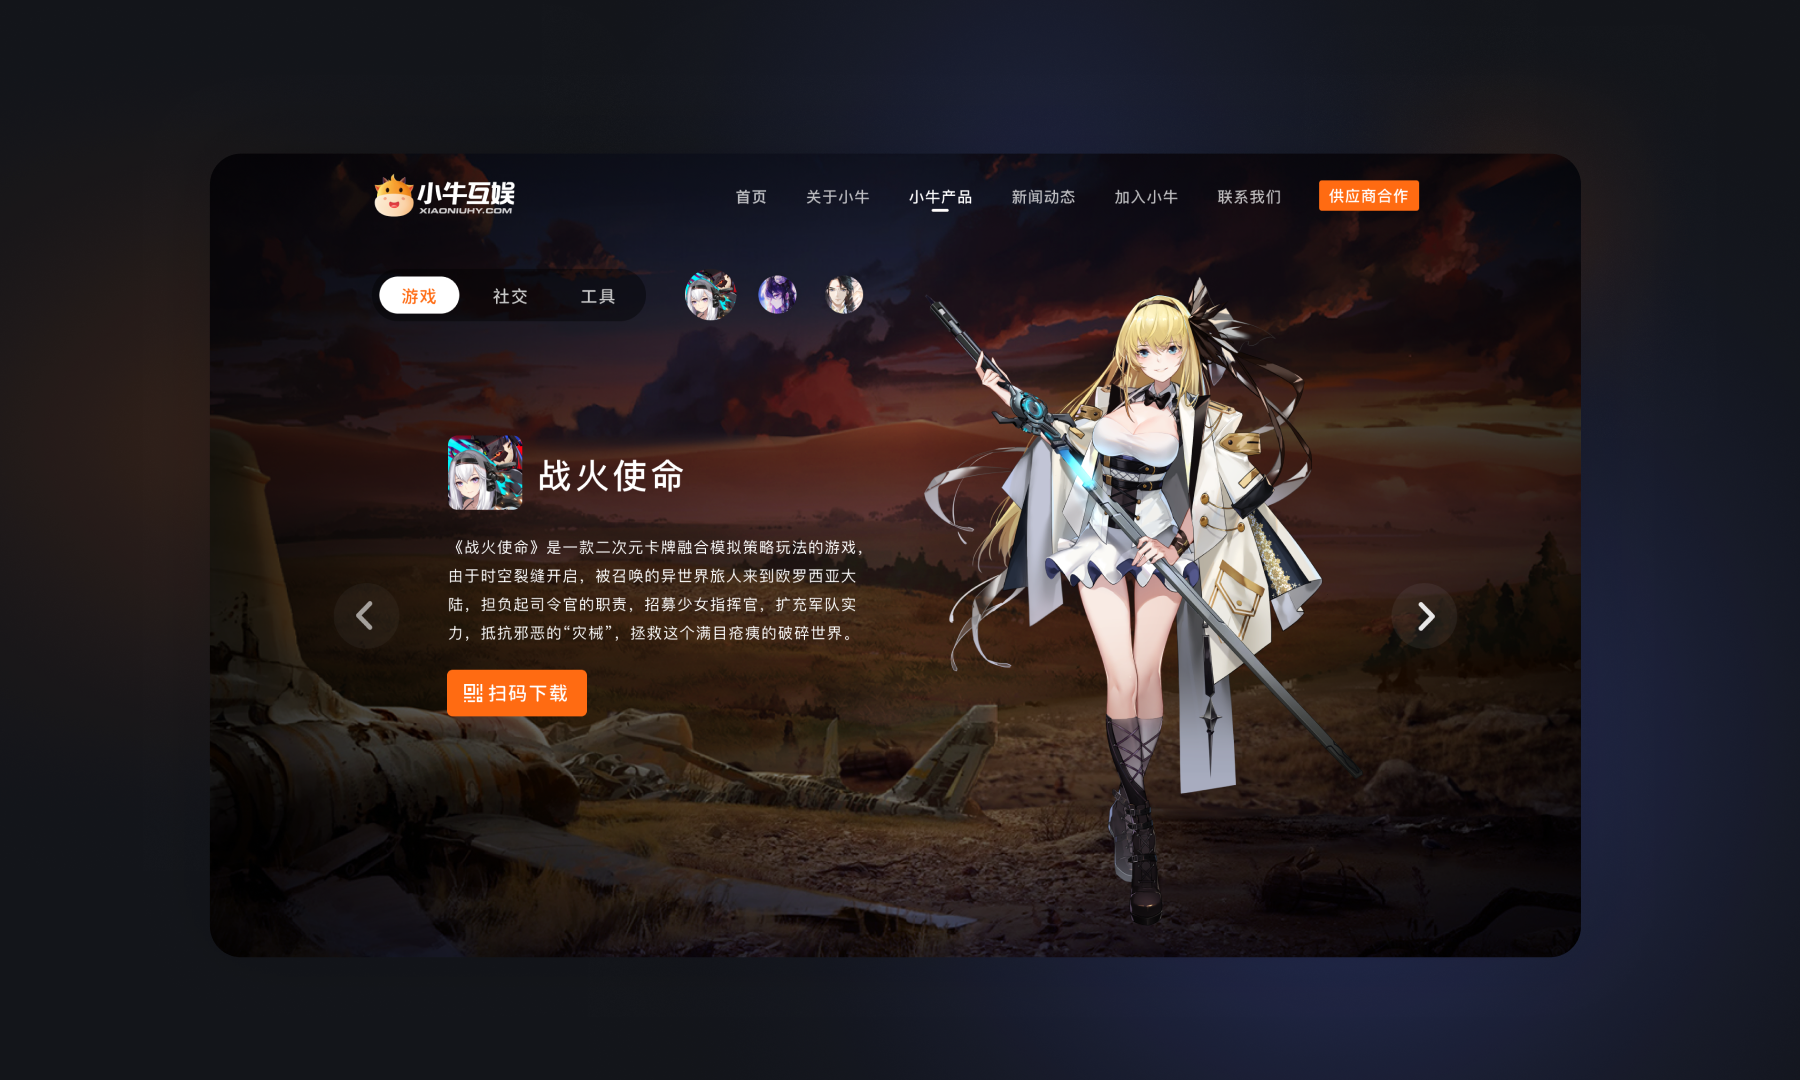 小牛互娱
XIAONIUHY.COM
首页
关于小牛
小牛产品
新闻动态
加入小牛
联系我们
供应商合作
游戏
社交
工具
战火使命
《战火使命》是一款二次元卡牌融合模拟策略玩法的游戏，
由于时空裂缝开启，被召唤的异世界旅人来到欧罗西亚大
陆，担负起司令官的职责，招募少女指挥官，扩充军队实
力，抵抗邪恶的“灾械”，拯救这个满目疮痍的破碎世界。
扫码下载